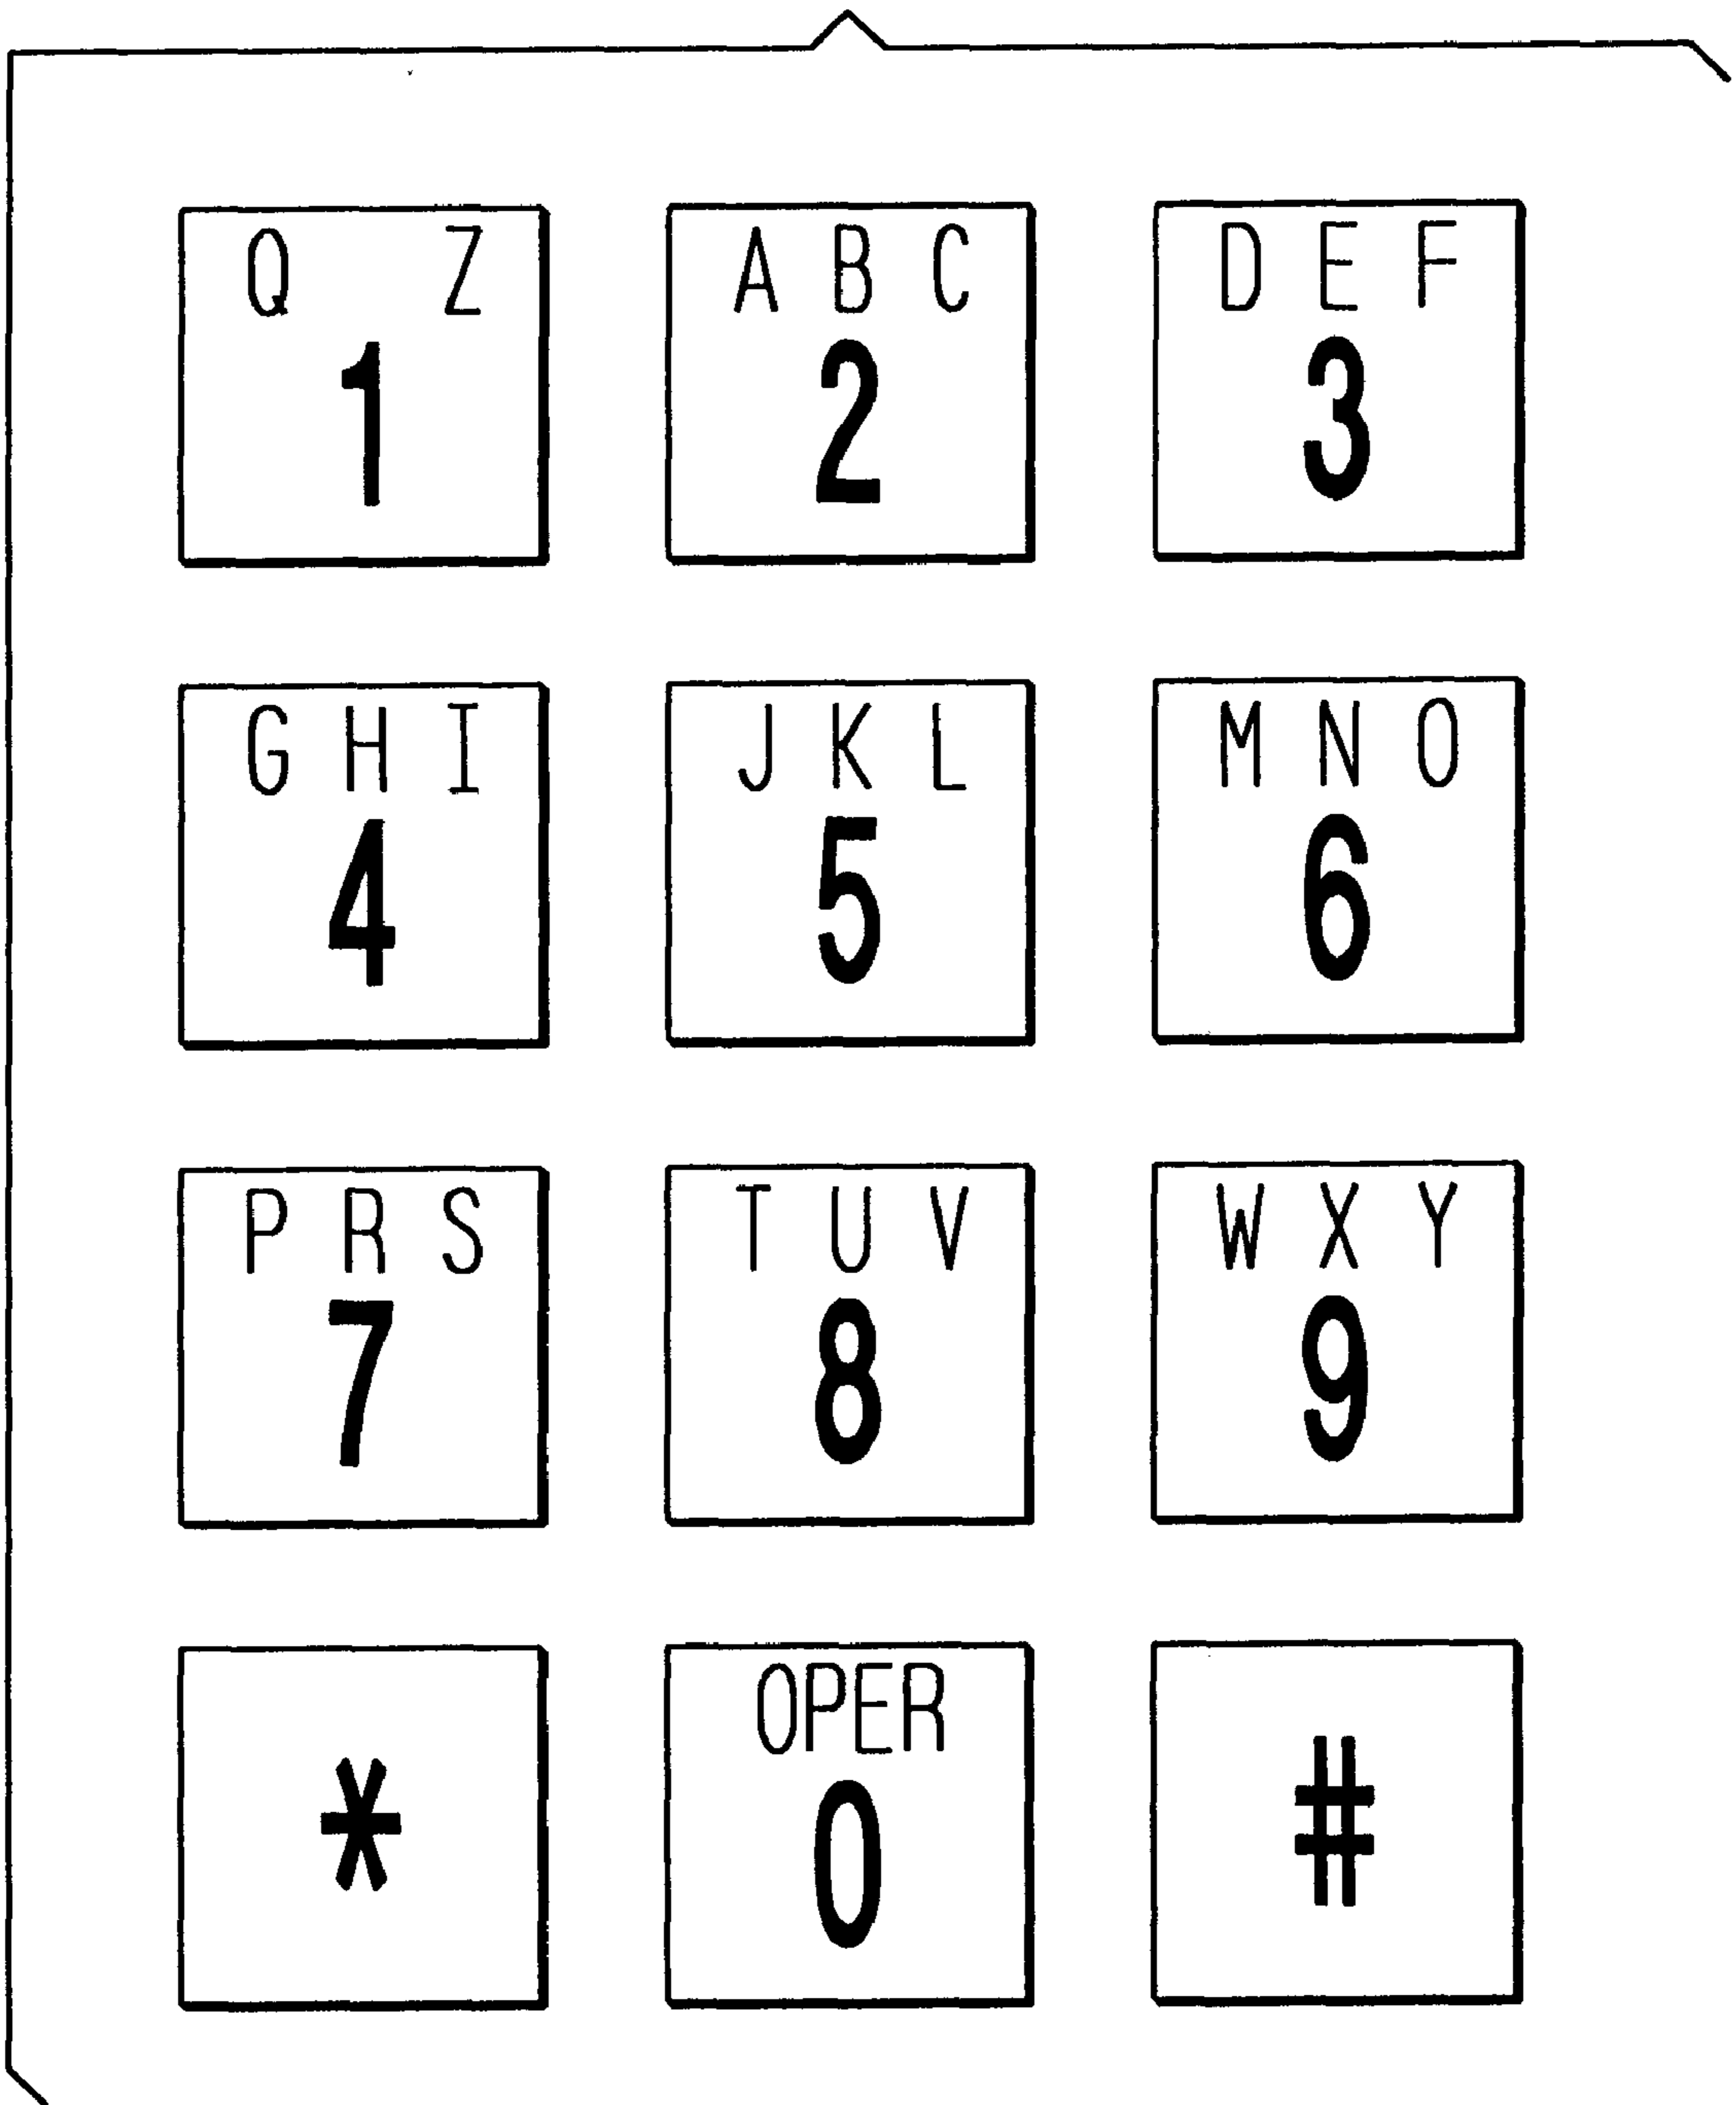 Q Z A B C D E F
1 2 3
G H I J K L M N O
4 5 6
P R S T U V W X Y
7 8 9
OPER
* 0 #